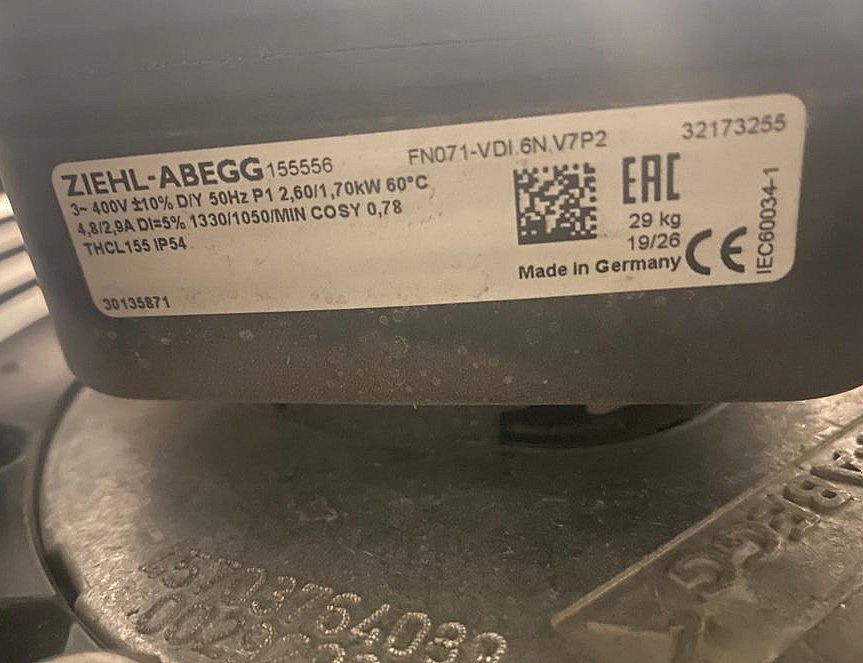 ZIEHL-ABEGG 155556 FN071-VDI.6N.V7P2 32173255
3~ 400V ±10% D/Y 50Hz P1 2,60/1,70kW 60°C
4,8/2,9A DI=5% 1330/1050/MIN COSY 0,78
THCL155 IP54
30135871
EAC
29 kg
19/26
Made in Germany CE
IEC60034-1
ABEGG